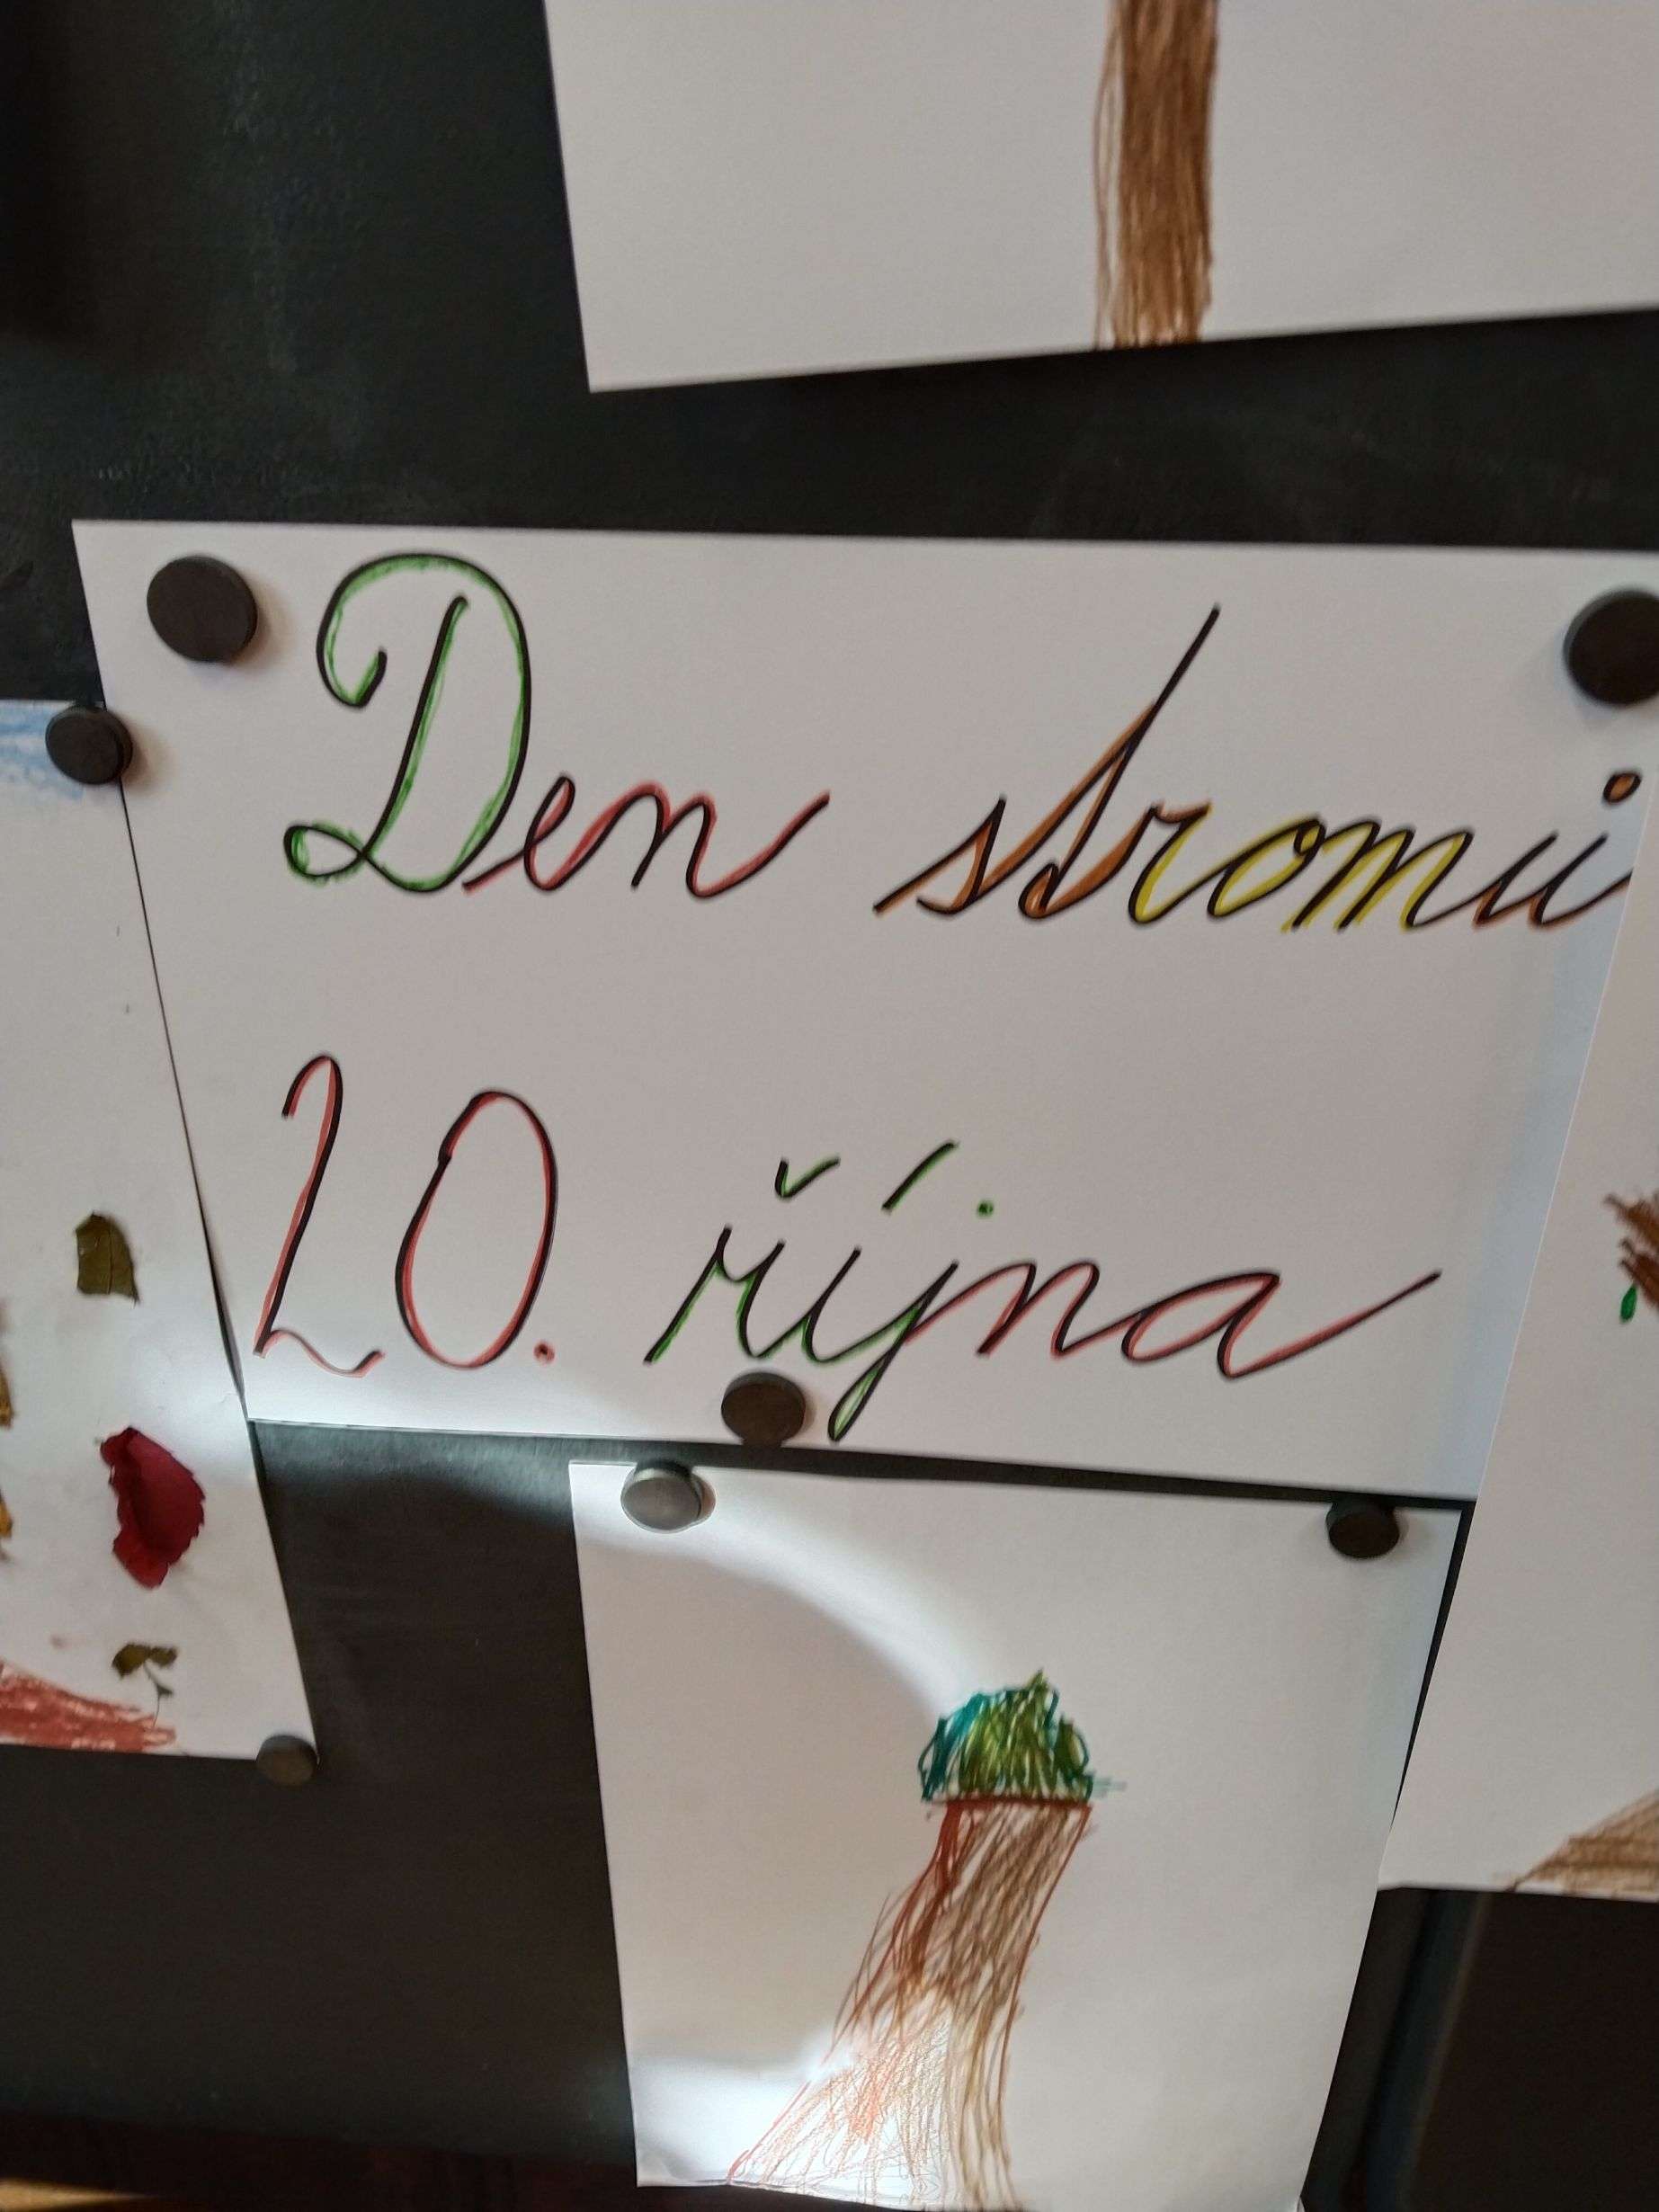 Den stromů
20. října